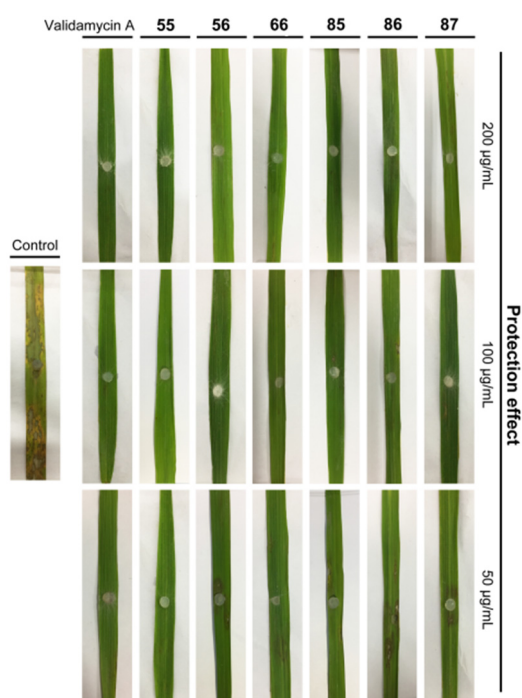 Validamycin A 55 56 66 85 86 87
200 μg/mL
Control
100 μg/mL
Protection effect
50 μg/mL